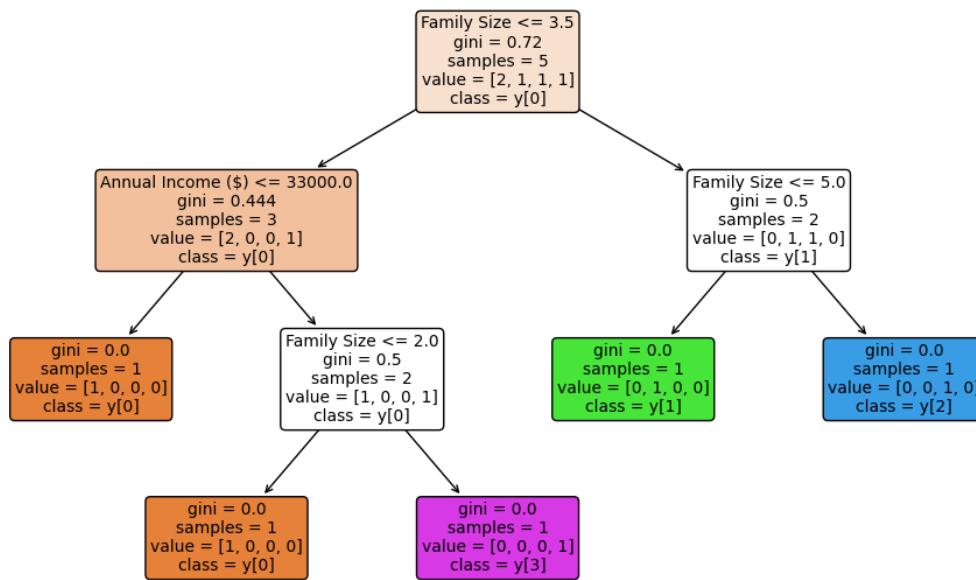 Family Size <= 3.5
gini = 0.72
samples = 5
value = [2, 1, 1, 1]
class = y[0]
Annual Income ($) <= 33000.0
gini = 0.444
samples = 3
value = [2, 0, 0, 1]
class = y[0]
Family Size <= 5.0
gini = 0.5
samples = 2
value = [0, 1, 1, 0]
class = y[1]
gini = 0.0
samples = 1
value = [1, 0, 0, 0]
class = y[0]
Family Size <= 2.0
gini = 0.5
samples = 2
value = [1, 0, 0, 1]
class = y[0]
gini = 0.0
samples = 1
value = [0, 1, 0, 0]
class = y[1]
gini = 0.0
samples = 1
value = [0, 0, 1, 0]
class = y[2]
gini = 0.0
samples = 1
value = [1, 0, 0, 0]
class = y[0]
gini = 0.0
samples = 1
value = [0, 0, 0, 1]
class = y[3]